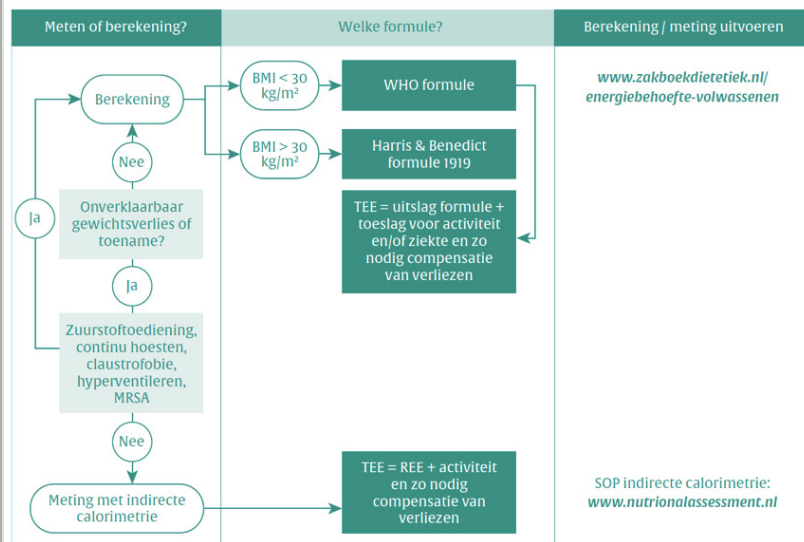 Meten of berekening?
Welke formule?
Berekening / meting uitvoeren
Berekening
BMI < 30
kg/m²
WHO formule
www.zakboekdietetiek.nl/
energiebehoefte-volwassenen
Nee
BMI > 30
kg/m²
Harris & Benedict
formule 1919
Ja
Onverklaarbaar
gewichtsverlies of
toename?
TEE = uitslag formule +
toeslag voor activiteit
en/of ziekte en zo
nodig compensatie
van verliezen
Ja
Zuurstoftoediening,
continu hoesten,
claustrofobie,
hyperventileren,
MRSA
Nee
Meting met indirecte
calorimetrie
TEE = REE + activiteit
en zo nodig
compensatie van
verliezen
SOP indirecte calorimetrie:
www.nutrionalassessment.nl